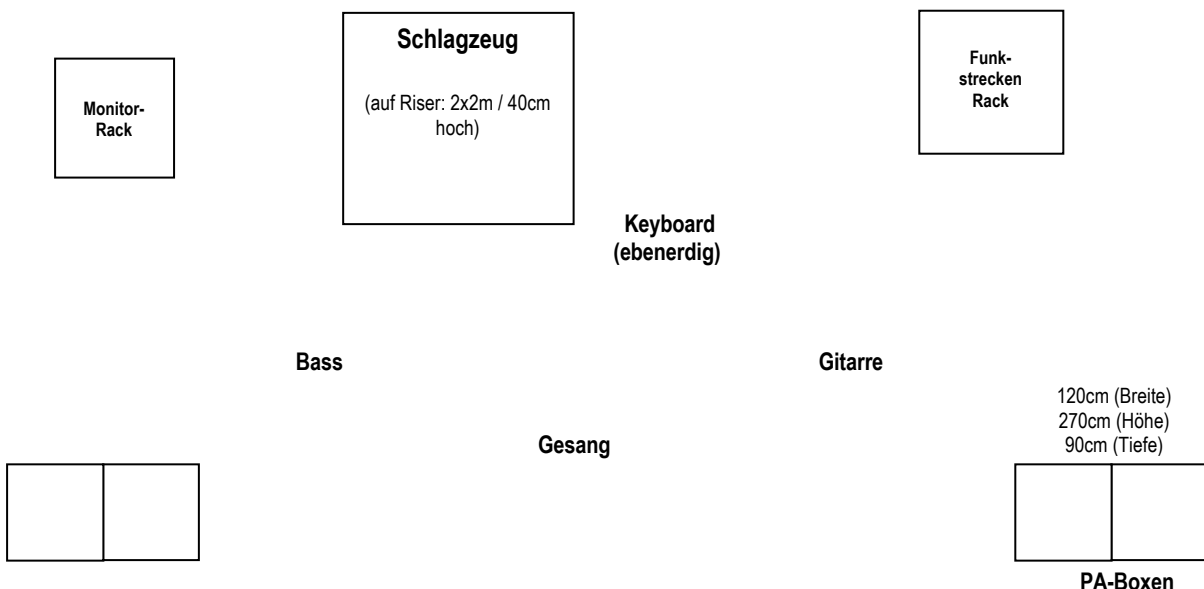 Schlagzeug
(auf Riser: 2x2m / 40cm
hoch)
Monitor-
Rack
Funk-
strecken
Rack
Keyboard
(ebenerdig)
Bass
Gitarre
120cm (Breite)
270cm (Höhe)
90cm (Tiefe)
Gesang
PA-Boxen